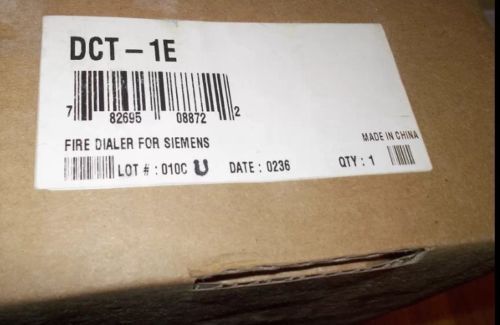 DCT-1E
7 82695 08872 2
FIRE DIALER FOR SIEMENS
MADE IN CHINA
LOT # : 010C U DATE : 0236 QTY : 1